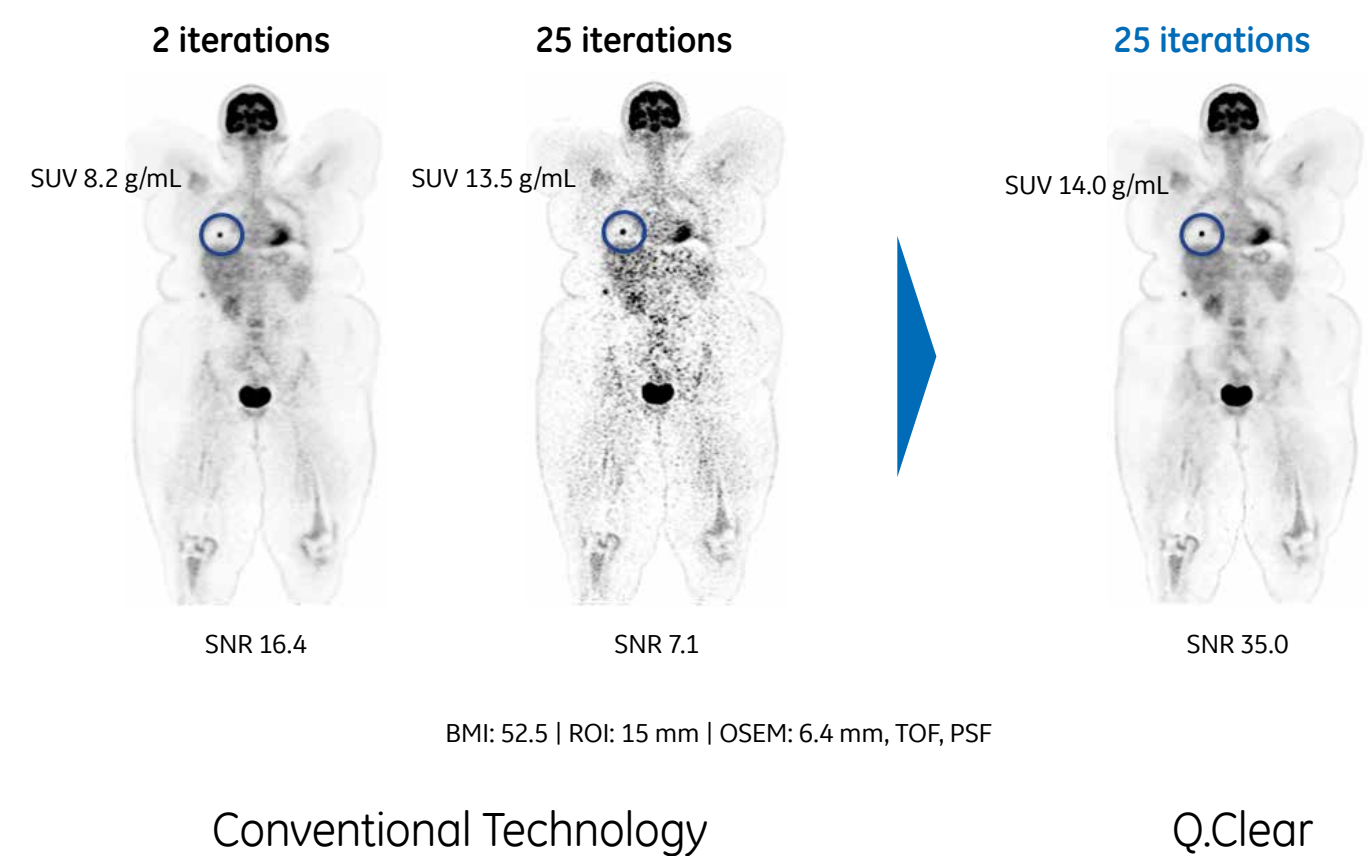 2 iterations
25 iterations
25 iterations
SUV 8.2 g/mL
SUV 13.5 g/mL
SUV 14.0 g/mL
SNR 16.4
SNR 7.1
SNR 35.0
BMI: 52.5 | ROI: 15 mm | OSEM: 6.4 mm, TOF, PSF
Conventional Technology
Q.Clear